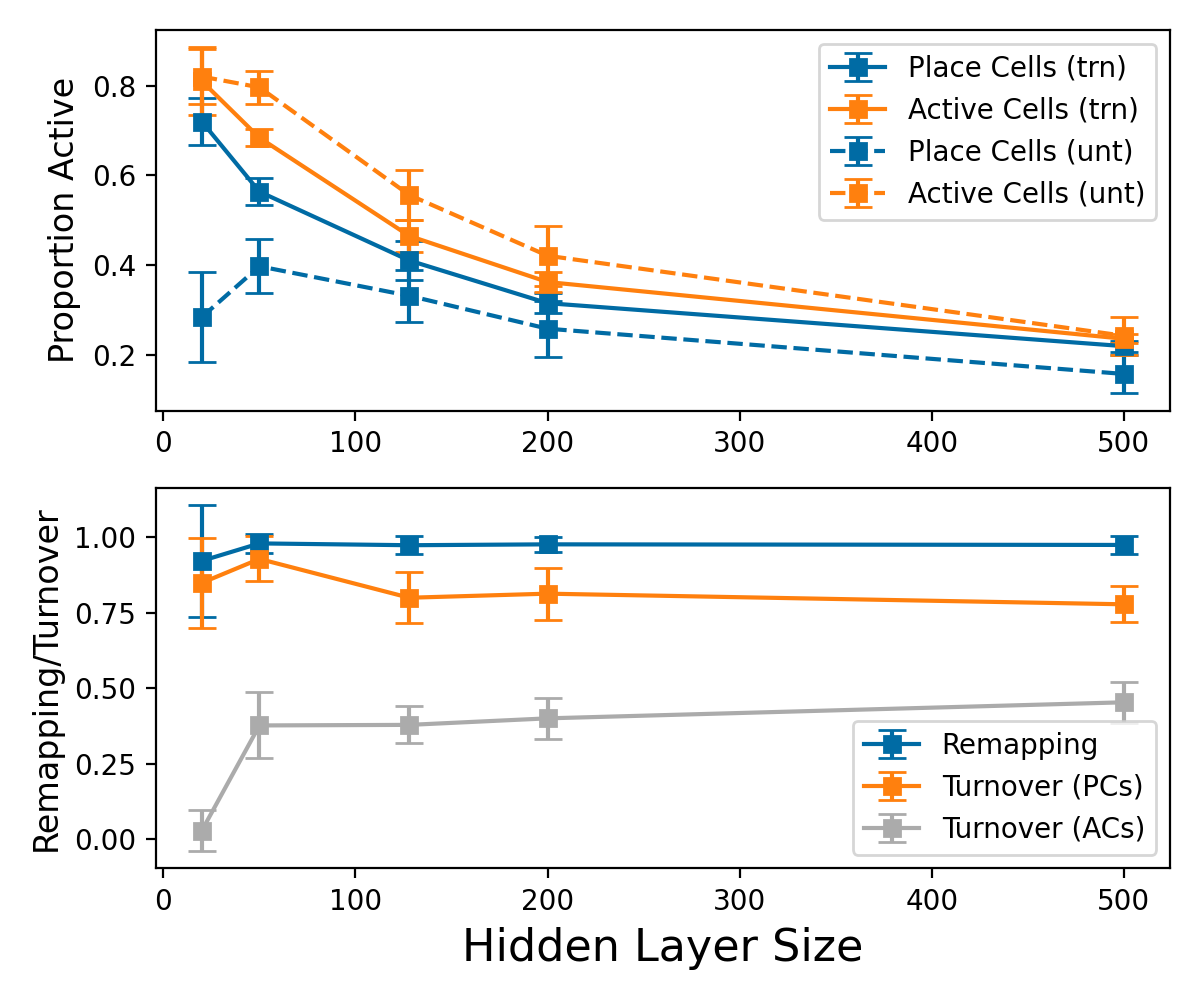 Proportion Active
0.8
0.6
0.4
0.2
Place Cells (trn)
Active Cells (trn)
Place Cells (unt)
Active Cells (unt)
0 100 200 300 400 500
Remapping/Turnover
1.00
0.75
0.50
0.25
0.00
Remapping
Turnover (PCs)
Turnover (ACs)
0 100 200 300 400 500
Hidden Layer Size